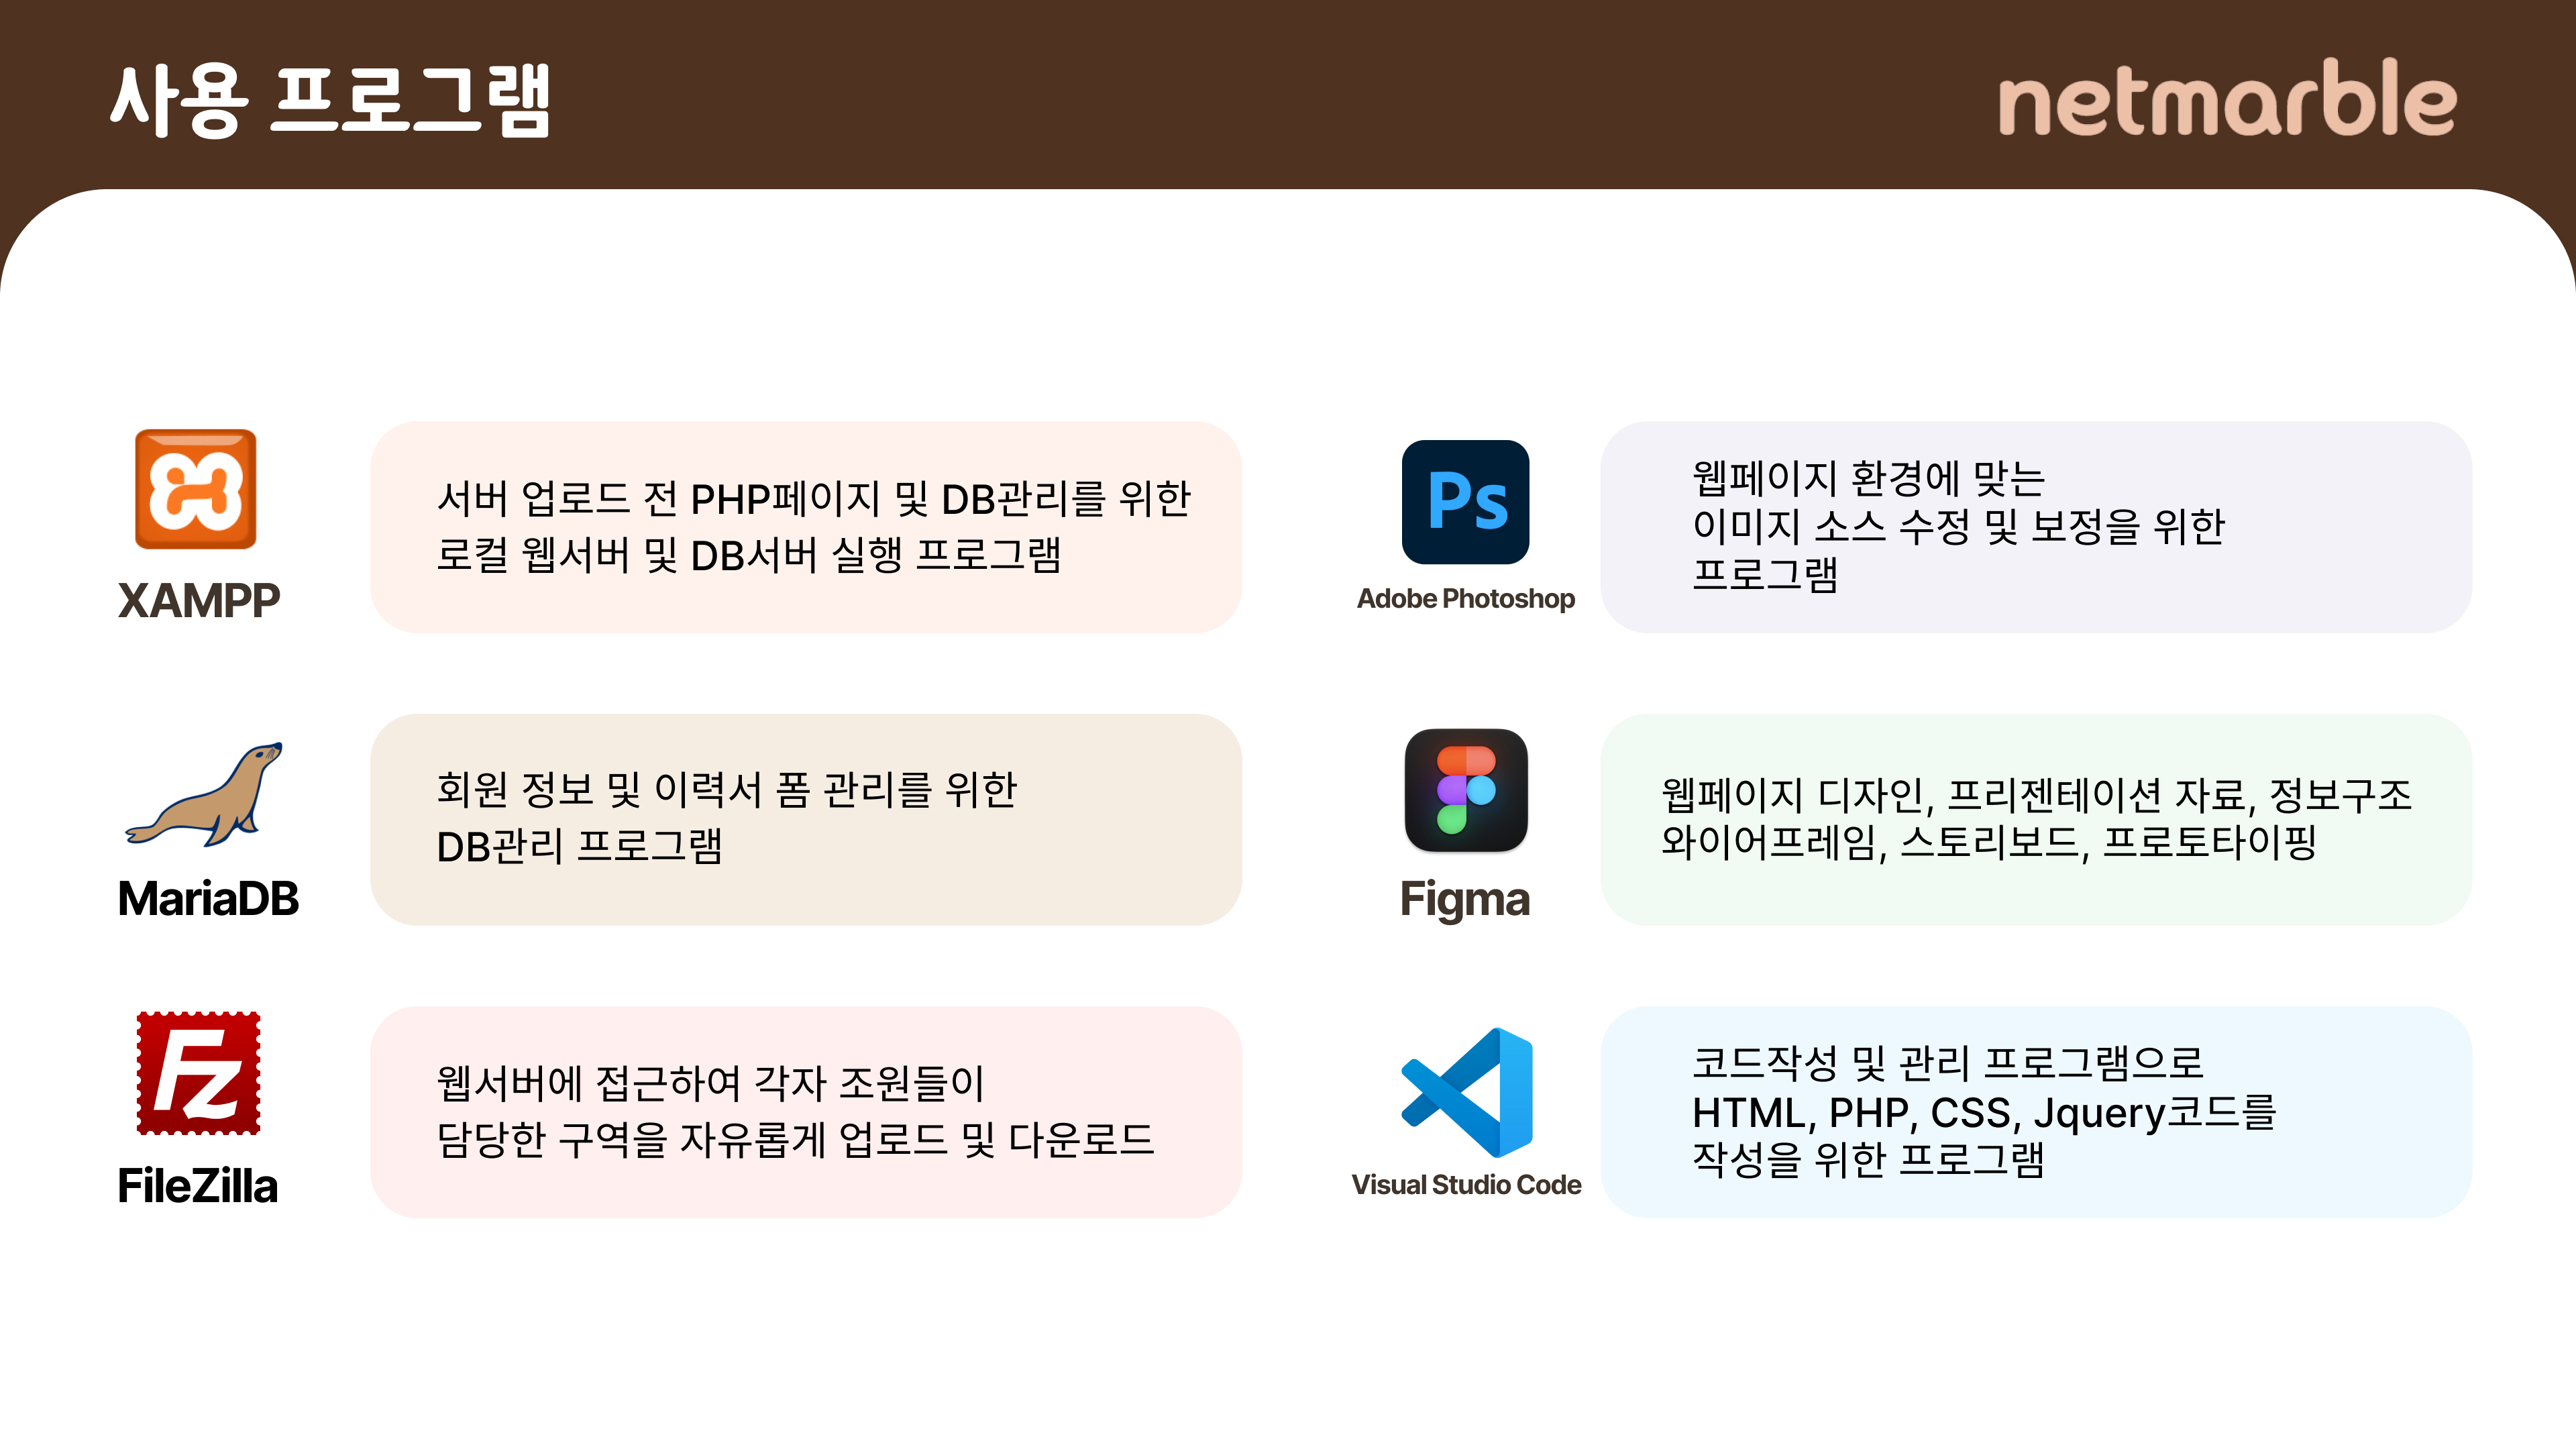 사용 프로그램
netmarble
XAMPP
서버 업로드 전 PHP페이지 및 DB관리를 위한
로컬 웹서버 및 DB서버 실행 프로그램
MariaDB
회원 정보 및 이력서 폼 관리를 위한
DB관리 프로그램
Fz
FileZilla
웹서버에 접근하여 각자 조원들이
담당한 구역을 자유롭게 업로드 및 다운로드
Ps
Adobe Photoshop
웹페이지 환경에 맞는
이미지 소스 수정 및 보정을 위한
프로그램
Figma
웹페이지 디자인, 프리젠테이션 자료, 정보구조
와이어프레임, 스토리보드, 프로토타이핑
Visual Studio Code
코드작성 및 관리 프로그램으로
HTML, PHP, CSS, Jquery코드를
작성을 위한 프로그램